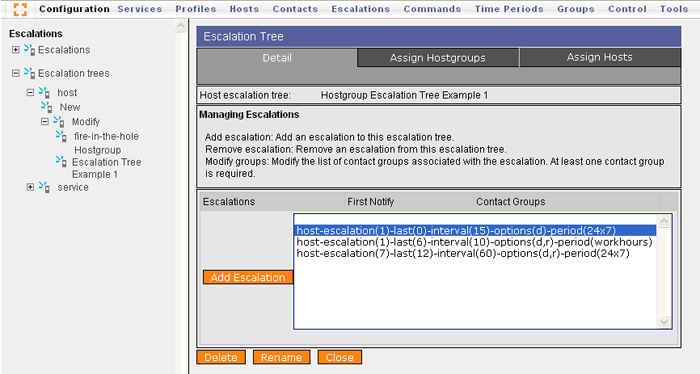 Configuration Services Profiles Hosts Contacts Escalations Commands Time Periods Groups Control Tools
Escalations
Escalations
Escalation trees
host
New
Modify
fire-in-the-hole
Hostgroup
Escalation Tree
Example 1
service
Escalation Tree
Detail Assign Hostgroups Assign Hosts
Host escalation tree: Hostgroup Escalation Tree Example 1
Managing Escalations
Add escalation: Add an escalation to this escalation tree.
Remove escalation: Remove an escalation from this escalation tree.
Modify groups: Modify the list of contact groups associated with the escalation. At least one contact group
is required.
Escalations First Notify Contact Groups
host-escalation(1)-last(0)-interval(15)-options(d)-period(24x7)
host-escalation(1)-last(6)-interval(10)-options(d,r)-period(workhours)
host-escalation(7)-last(12)-interval(60)-options(d,r)-period(24x7)
Add Escalation
Delete Rename Close